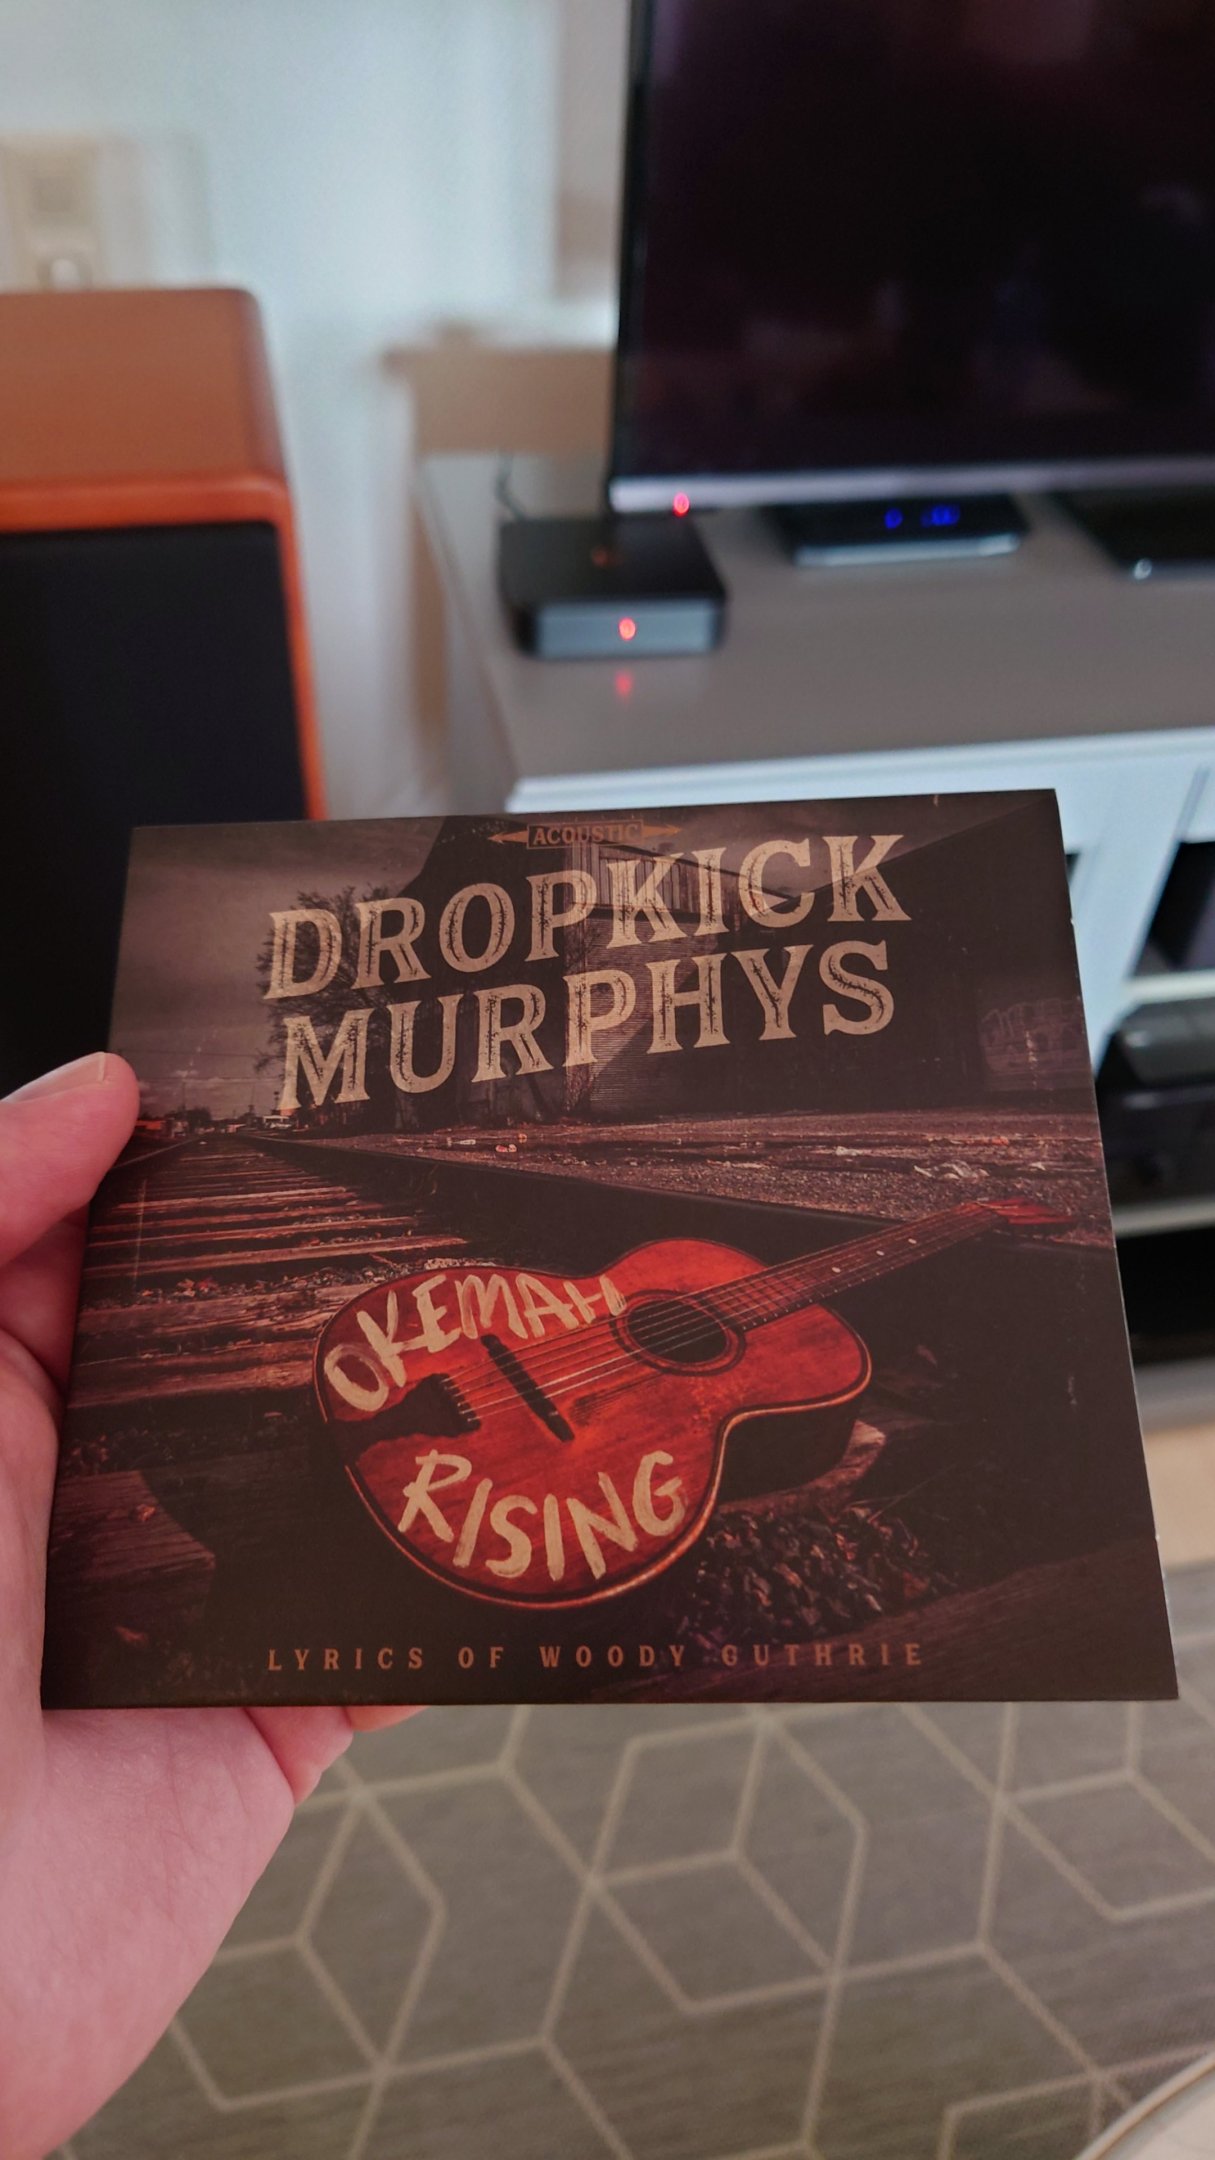 ACOUSTIC
DROPKICK
MURPHYS
OKEMAH
RISING
LYRICS OF WOODY GUTHRIE